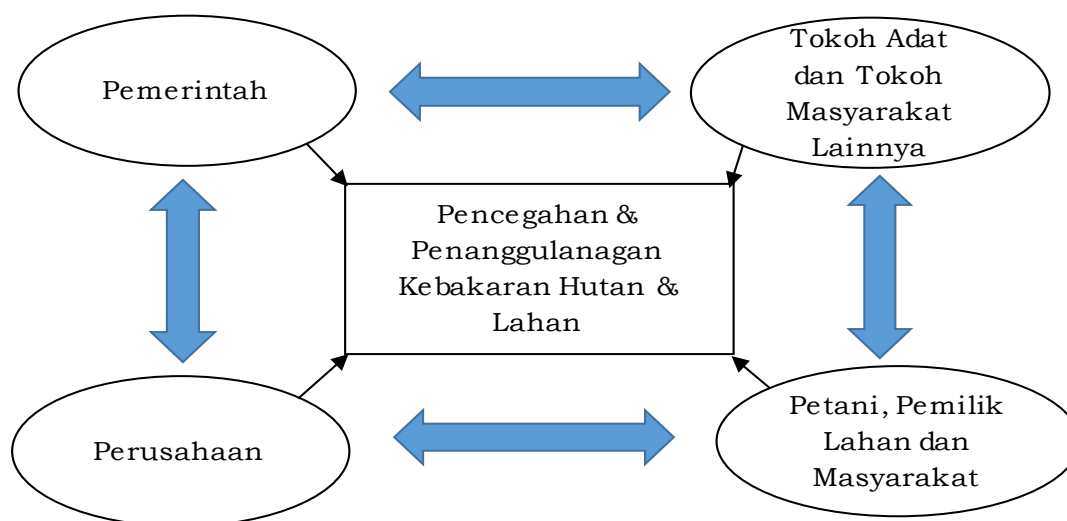 Pemerintah
Tokoh Adat
dan Tokoh
Masyarakat
Lainnya
Pencegahan &
Penanggulanagan
Kebakaran Hutan &
Lahan
Perusahaan
Petani, Pemilik
Lahan dan
Masyarakat